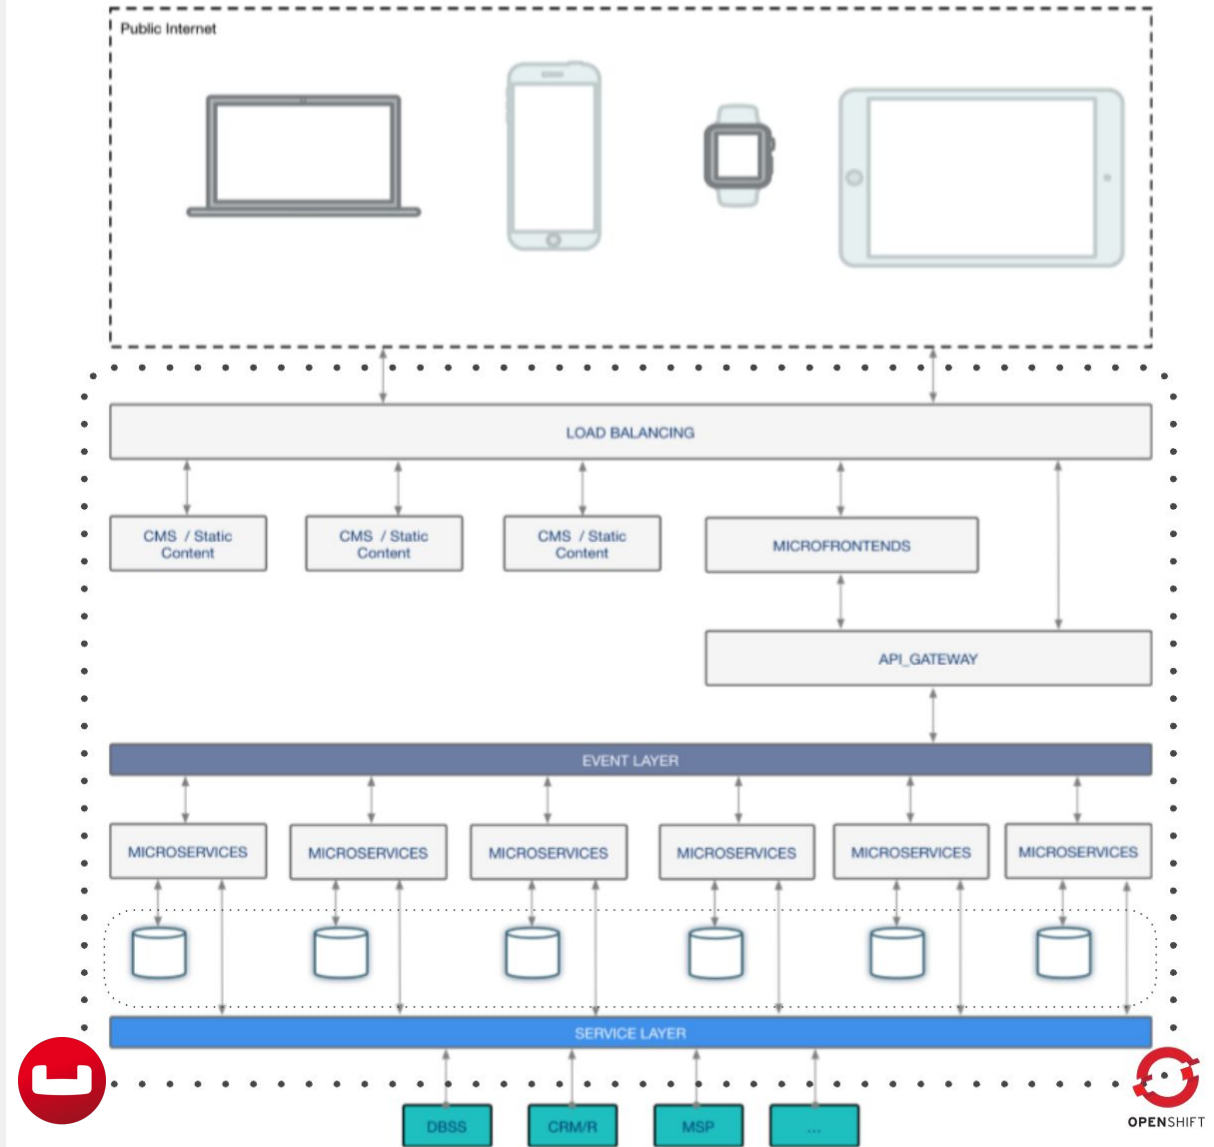 Public Internet
LOAD BALANCING
CMS / Static
Content
CMS / Static
Content
CMS / Static
Content
MICROFRONTENDS
API_GATEWAY
EVENT LAYER
MICROSERVICES
MICROSERVICES
MICROSERVICES
MICROSERVICES
MICROSERVICES
MICROSERVICES
SERVICE LAYER
DBSS
CRM/R
MSP
...
OPENSHIFT